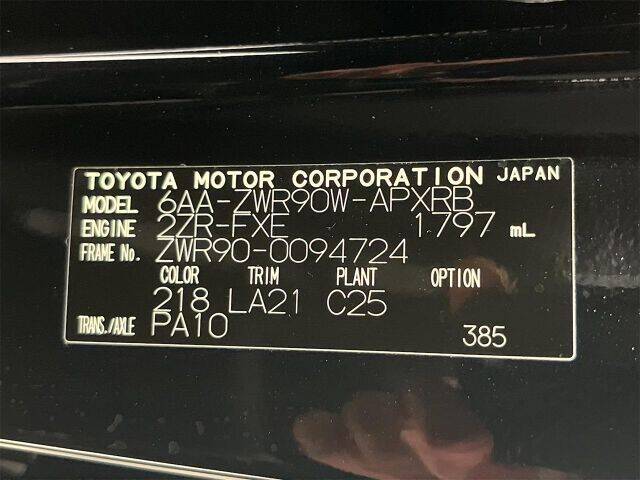 TOYOTA MOTOR CORPORATION JAPAN
MODEL 6AA-ZWR90W-APXRB
ENGINE 2ZR-FXE 1797 mL
FRAME No. ZWR90-0094724
COLOR TRIM PLANT OPTION
218 LA21 C25
TRANS./AXLE PA10 385